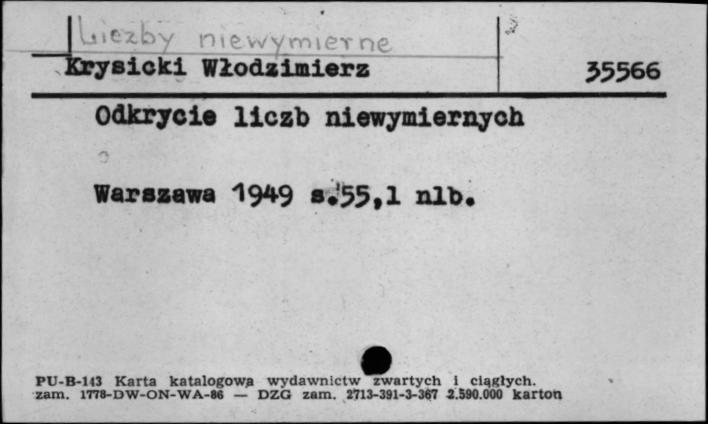 Liczby niewymierne
Krysicki Włodzimierz 35566
Odkrycie liczb niewymiernych
Warszawa 1949 s.55,1 nlb.
PU-B-143 Karta katalogowa wydawnictw zwartych i ciągłych.
zam. 1778-DW-ON-WA-86 — DZG zam. 2713-391-3-367 2.590.000 karton